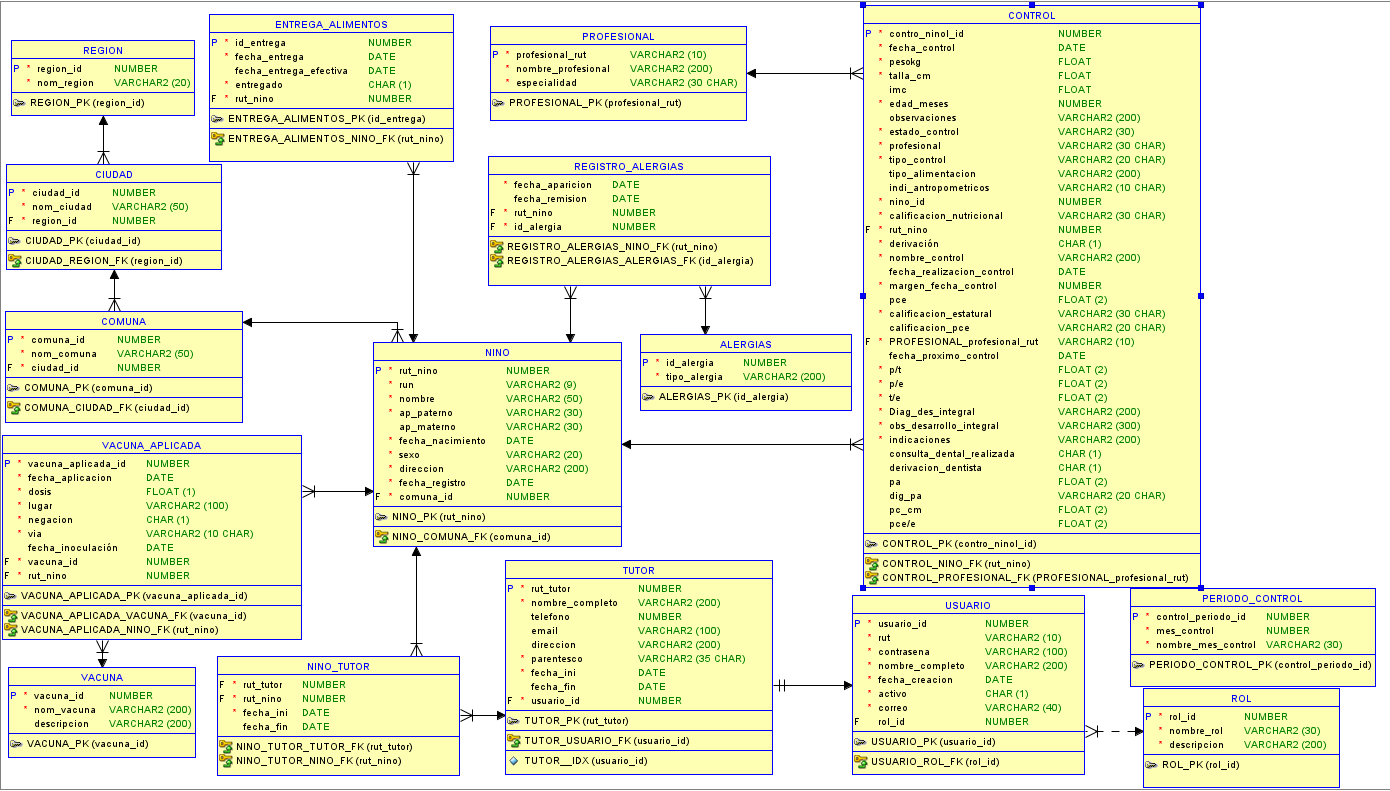 REGION
P * region_id NUMBER
* nom_region VARCHAR2 (20)
REGION_PK (region_id)
ENTREGA_ALIMENTOS
P * id_entrega NUMBER
* fecha_entrega DATE
fecha_entrega_efectiva DATE
* entregado CHAR (1)
F * rut_nino NUMBER
ENTREGA_ALIMENTOS_PK (id_entrega)
ENTREGA_ALIMENTOS_NINO_FK (rut_nino)
PROFESIONAL
P * profesional_rut VARCHAR2 (10)
* nombre_profesional VARCHAR2 (200)
* especialidad VARCHAR2 (30 CHAR)
PROFESIONAL_PK (profesional_rut)
CONTROL
P * contro_ninol_id NUMBER
* fecha_control DATE
* pesokg FLOAT
* talla_cm FLOAT
imc FLOAT
* edad_meses NUMBER
observaciones VARCHAR2 (200)
* estado_control VARCHAR2 (30)
* profesional VARCHAR2 (30 CHAR)
* tipo_control VARCHAR2 (20 CHAR)
tipo_alimentacion VARCHAR2 (200)
indi_antropometricos VARCHAR2 (10 CHAR)
* nino_id NUMBER
* calificacion_nutricional VARCHAR2 (30 CHAR)
F * rut_nino NUMBER
* derivación CHAR (1)
* nombre_control VARCHAR2 (200)
fecha_realizacion_control DATE
* margen_fecha_control NUMBER
pce FLOAT (2)
* calificacion_estatural VARCHAR2 (30 CHAR)
calificacion_pce VARCHAR2 (20 CHAR)
F * PROFESIONAL_profesional_rut VARCHAR2 (10)
fecha_proximo_control DATE
* p/t FLOAT (2)
* p/e FLOAT (2)
* t/e FLOAT (2)
* Diag_des_integral VARCHAR2 (200)
* obs_desarrollo_integral VARCHAR2 (300)
* indicaciones VARCHAR2 (200)
consulta_dental_realizada CHAR (1)
derivacion_dentista CHAR (1)
pa FLOAT (2)
dig_pa VARCHAR2 (20 CHAR)
pc_cm FLOAT (2)
pce/e FLOAT (2)
CONTROL_PK (contro_ninol_id)
CONTROL_NINO_FK (rut_nino)
CONTROL_PROFESIONAL_FK (PROFESIONAL_profesional_rut)
CIUDAD
P * ciudad_id NUMBER
* nom_ciudad VARCHAR2 (50)
F * region_id NUMBER
CIUDAD_PK (ciudad_id)
CIUDAD_REGION_FK (region_id)
REGISTRO_ALERGIAS
* fecha_aparicion DATE
fecha_remision DATE
F * rut_nino NUMBER
F * id_alergia NUMBER
REGISTRO_ALERGIAS_NINO_FK (rut_nino)
REGISTRO_ALERGIAS_ALERGIAS_FK (id_alergia)
COMUNA
P * comuna_id NUMBER
* nom_comuna VARCHAR2 (50)
F * ciudad_id NUMBER
COMUNA_PK (comuna_id)
COMUNA_CIUDAD_FK (ciudad_id)
NINO
P * rut_nino NUMBER
* run VARCHAR2 (9)
* nombre VARCHAR2 (50)
* ap_paterno VARCHAR2 (30)
ap_materno VARCHAR2 (30)
* fecha_nacimiento DATE
* sexo VARCHAR2 (20)
* direccion VARCHAR2 (200)
* fecha_registro DATE
F * comuna_id NUMBER
NINO_PK (rut_nino)
NINO_COMUNA_FK (comuna_id)
ALERGIAS
P * id_alergia NUMBER
* tipo_alergia VARCHAR2 (200)
ALERGIAS_PK (id_alergia)
VACUNA_APLICADA
P * vacuna_aplicada_id NUMBER
* fecha_aplicacion DATE
* dosis FLOAT (1)
* lugar VARCHAR2 (100)
* negacion CHAR (1)
* via VARCHAR2 (10 CHAR)
fecha_inoculación DATE
F * vacuna_id NUMBER
F * rut_nino NUMBER
VACUNA_APLICADA_PK (vacuna_aplicada_id)
VACUNA_APLICADA_VACUNA_FK (vacuna_id)
VACUNA_APLICADA_NINO_FK (rut_nino)
VACUNA
P * vacuna_id NUMBER
* nom_vacuna VARCHAR2 (200)
descripcion VARCHAR2 (200)
VACUNA_PK (vacuna_id)
NINO_TUTOR
F * rut_tutor NUMBER
F * rut_nino NUMBER
* fecha_ini DATE
fecha_fin DATE
NINO_TUTOR_TUTOR_FK (rut_tutor)
NINO_TUTOR_NINO_FK (rut_nino)
TUTOR
P * rut_tutor NUMBER
* nombre_completo VARCHAR2 (200)
telefono NUMBER
email VARCHAR2 (100)
direccion VARCHAR2 (200)
* parentesco VARCHAR2 (35 CHAR)
fecha_ini DATE
fecha_fin DATE
F * usuario_id NUMBER
TUTOR_PK (rut_tutor)
TUTOR_USUARIO_FK (usuario_id)
TUTOR__IDX (usuario_id)
USUARIO
P * usuario_id NUMBER
* rut VARCHAR2 (10)
* contrasena VARCHAR2 (100)
* nombre_completo VARCHAR2 (200)
* fecha_creacion DATE
* activo CHAR (1)
* correo VARCHAR2 (40)
F rol_id NUMBER
USUARIO_PK (usuario_id)
USUARIO_ROL_FK (rol_id)
PERIODO_CONTROL
P * control_periodo_id NUMBER
* mes_control NUMBER
* nombre_mes_control VARCHAR2 (30)
PERIODO_CONTROL_PK (control_periodo_id)
ROL
P * rol_id NUMBER
* nombre_rol VARCHAR2 (30)
* descripcion VARCHAR2 (200)
ROL_PK (rol_id)